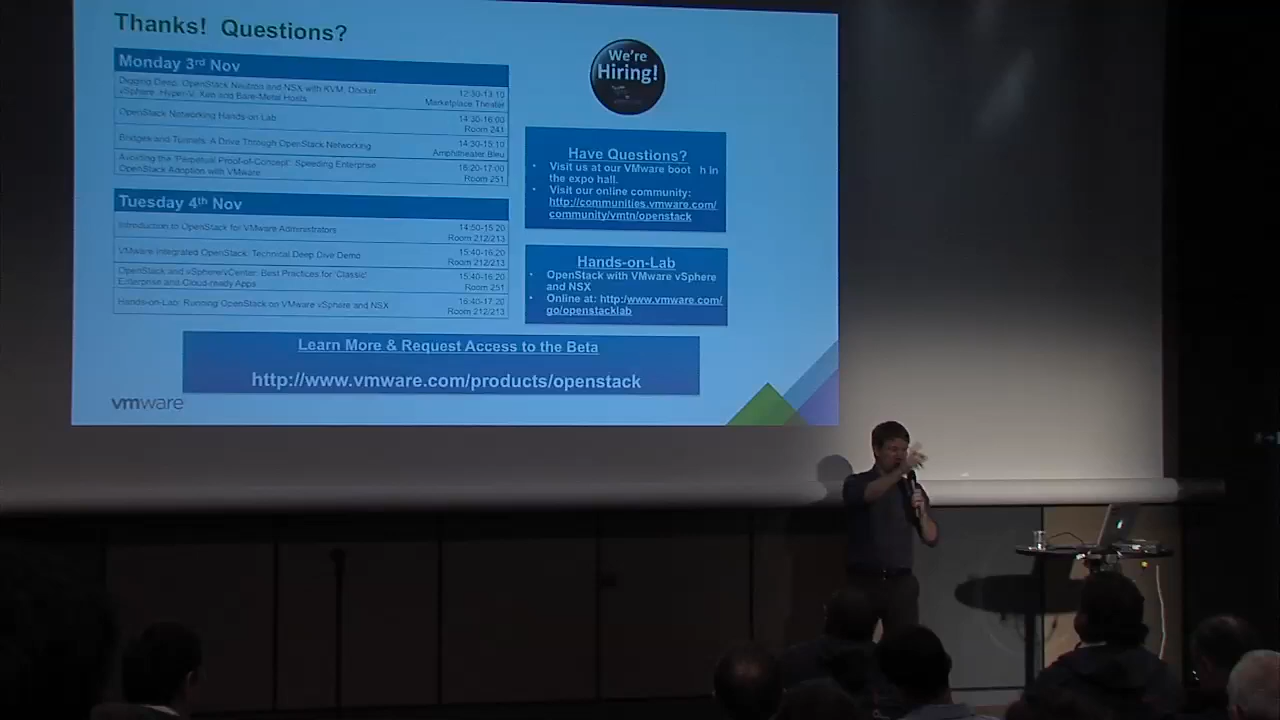 Thanks! Questions?
Monday 3rd Nov
Digging Deep: OpenStack Neutron and NSX with KVM, Docker
vSphere, Hyper-V, Xen and Bare-Metal Hosts
12:30-13:10
Marketplace Theater
OpenStack Networking Hands-on Lab
14:30-16:00
Room 241
Bridges and Tunnels: A Drive Through OpenStack Networking
14:30-15:10
Amphitheater Bleu
Avoiding the 'Perpetual Proof-of-Concept': Speeding Enterprise
OpenStack Adoption with VMware
16:20-17:00
Room 251
Tuesday 4th Nov
Introduction to OpenStack for VMware Administrators
14:50-15:20
Room 212/213
VMware Integrated OpenStack: Technical Deep Dive Demo
15:40-16:20
Room 212/213
OpenStack and vSphere/vCenter: Best Practices for 'Classic'
Enterprise and Cloud-ready Apps
15:40-16:20
Room 251
Hands-on-Lab: Running OpenStack on VMware vSphere and NSX
16:40-17:20
Room 212/213
We're
Hiring!
Have Questions?
• Visit us at our VMware boot h in
the expo hall.
• Visit our online community:
http://communities.vmware.com/
community/vmtn/openstack
Hands-on-Lab
• OpenStack with VMware vSphere
and NSX
• Online at: http:/www.vmware.com/
go/openstacklab
Learn More & Request Access to the Beta
http://www.vmware.com/products/openstack
vmware